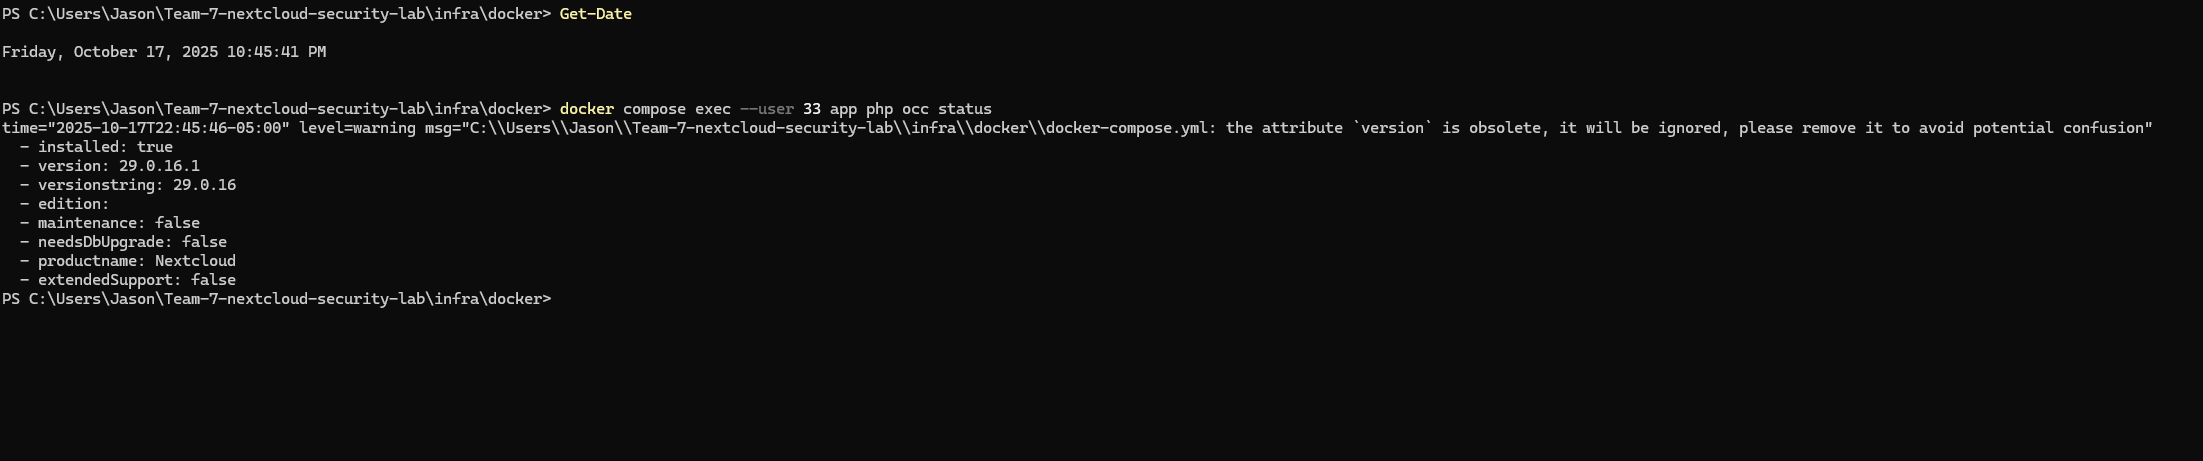 PS C:\Users\Jason\Team-7-nextcloud-security-lab\infra\docker> Get-Date
Friday, October 17, 2025 10:45:41 PM
PS C:\Users\Jason\Team-7-nextcloud-security-lab\infra\docker> docker compose exec --user 33 app php occ status
time="2025-10-17T22:45:46-05:00" level=warning msg="C:\\Users\\Jason\\Team-7-nextcloud-security-lab\\infra\\docker\\docker-compose.yml: the attribute `version` is obsolete, it will be ignored, please remove it to avoid potential confusion"
  - installed: true
  - version: 29.0.16.1
  - versionstring: 29.0.16
  - edition:
  - maintenance: false
  - needsDbUpgrade: false
  - productname: Nextcloud
  - extendedSupport: false
PS C:\Users\Jason\Team-7-nextcloud-security-lab\infra\docker>